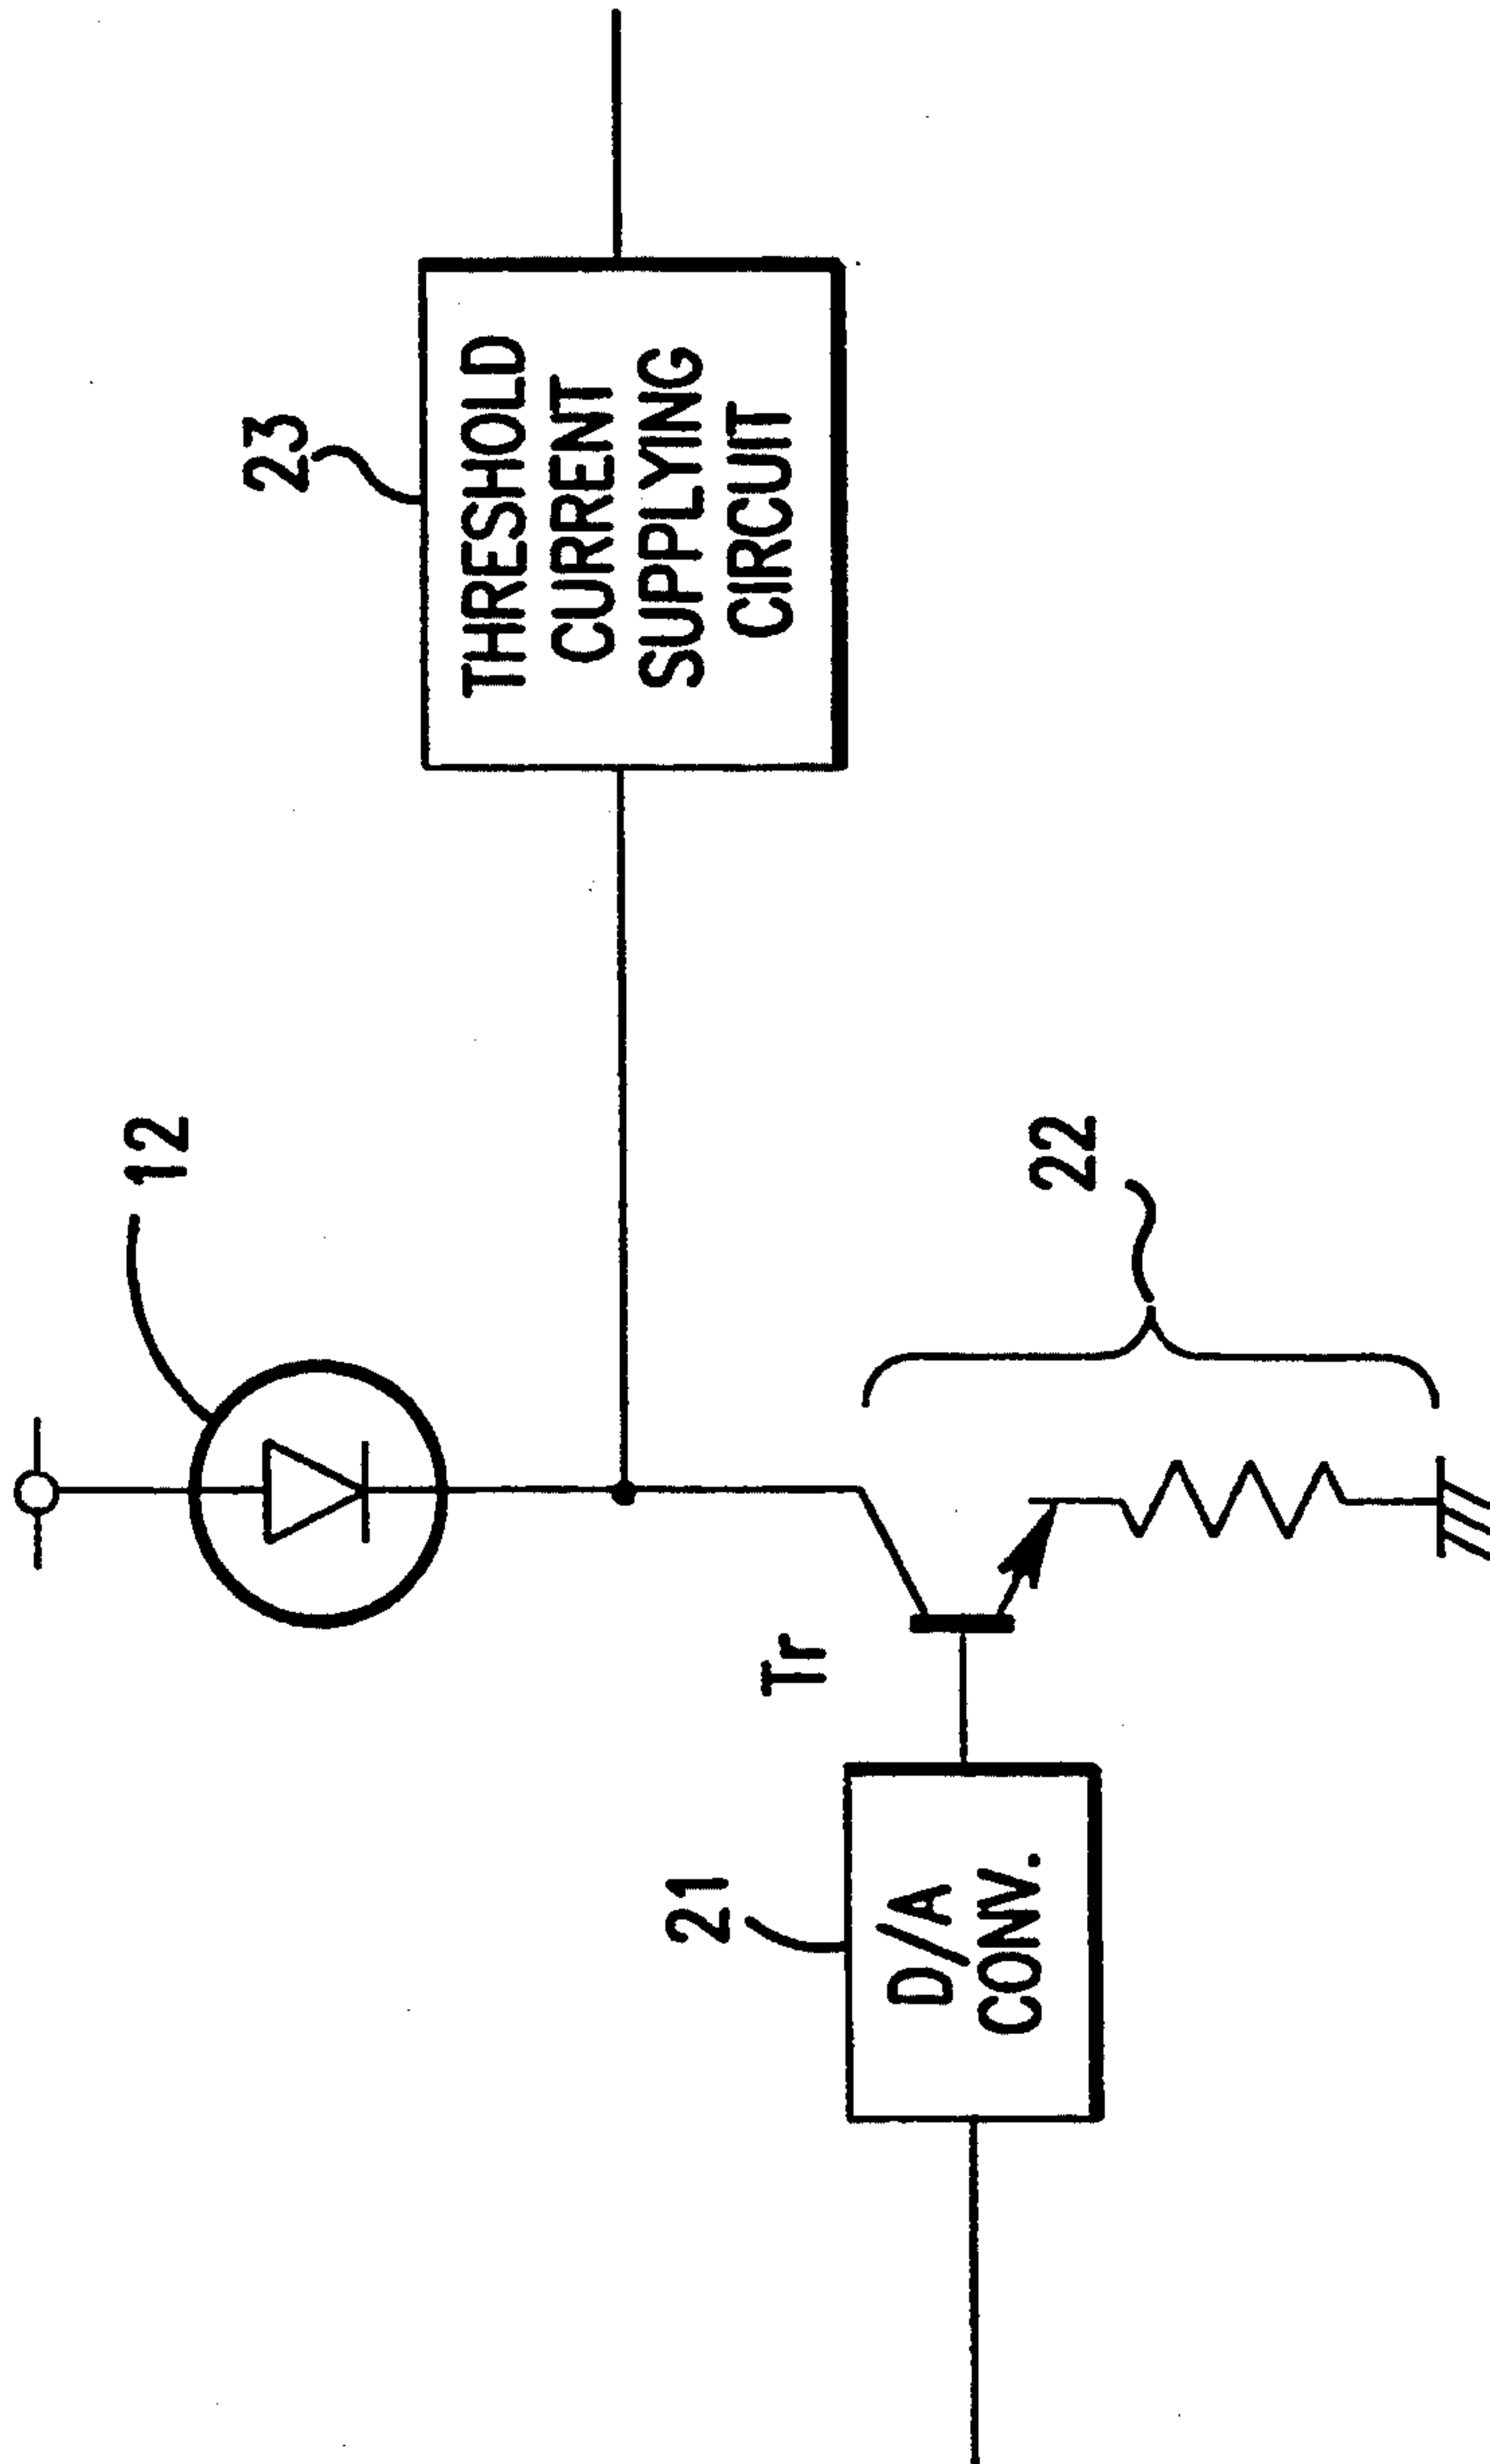 12
23
THRESHOLD
CURRENT
SUPPLYING
CIRCUIT
21
Tr
D/A
CONV.
22